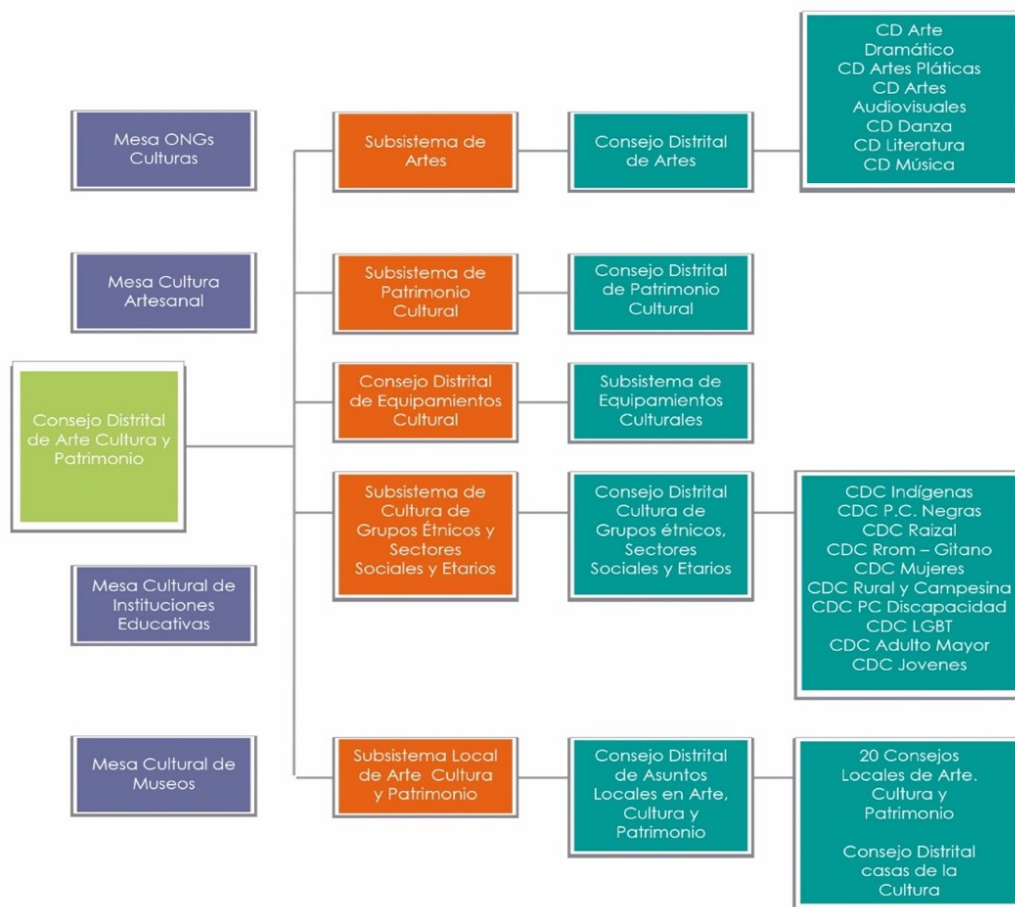 Mesa ONGs
Culturas
Mesa Cultura
Artesanal
Consejo Distrital
de Arte Cultura y
Patrimonio
Mesa Cultural de
Instituciones
Educativas
Mesa Cultural de
Museos
Subsistema de
Artes
Consejo Distrital
de Artes
CD Arte
Dramático
CD Artes Pláticas
CD Artes
Audiovisuales
CD Danza
CD Literatura
CD Música
Subsistema de
Patrimonio
Cultural
Consejo Distrital
de Patrimonio
Cultural
Consejo Distrital
de Equipamientos
Cultural
Subsistema de
Equipamientos
Culturales
Subsistema de
Cultura de
Grupos Étnicos y
Sectores
Sociales y Etarios
Consejo Distrital
Cultura de
Grupos étnicos,
Sectores
Sociales y Etarios
CDC Indígenas
CDC P.C. Negras
CDC Raizal
CDC Rrom – Gitano
CDC Mujeres
CDC Rural y Campesina
CDC PC Discapacidad
CDC LGBT
CDC Adulto Mayor
CDC Jovenes
Subsistema Local
de Arte Cultura
y Patrimonio
Consejo Distrital
de Asuntos
Locales en Arte,
Cultura y
Patrimonio
20 Consejos
Locales de Arte.
Cultura y
Patrimonio
Consejo Distrital
casas de la
Cultura